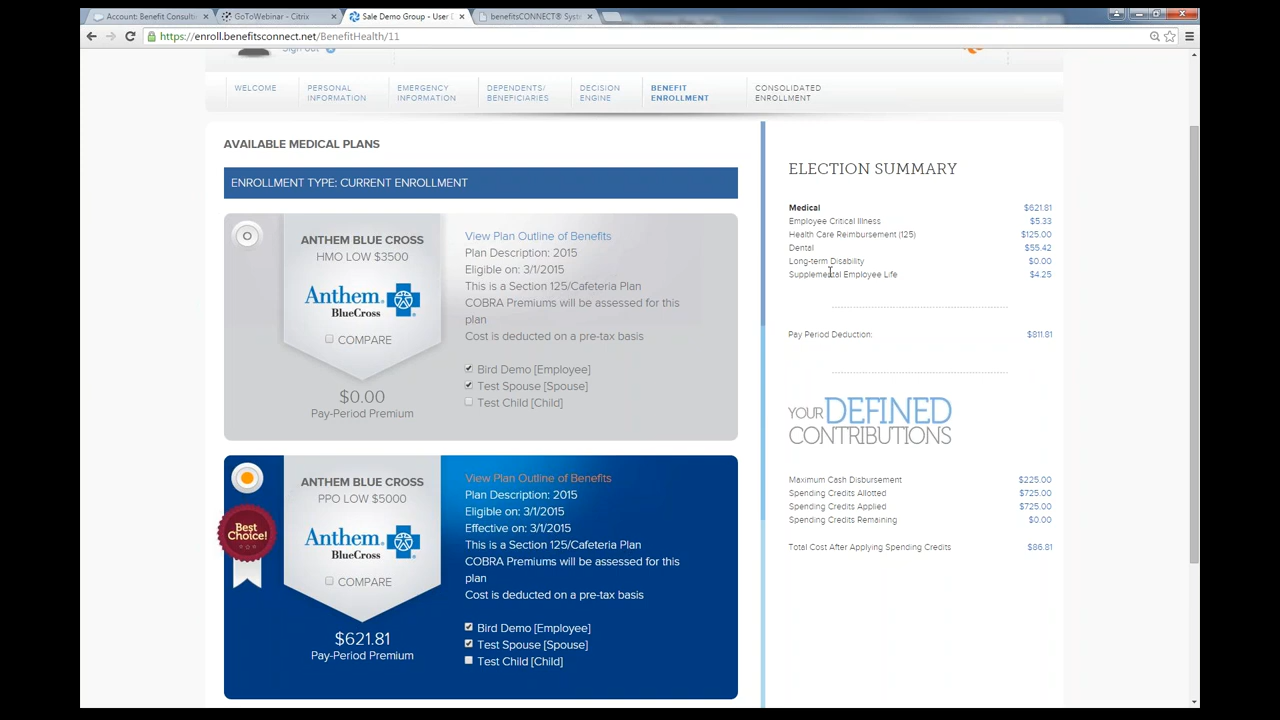 Account: Benefit Consulti
GoToWebinar - Citrix
Sale Demo Group - User [
benefitsCONNECT® Syst
https://enroll.benefitsconnect.net/BenefitHealth/11
Sign out
WELCOME
PERSONAL
INFORMATION
EMERGENCY
INFORMATION
DEPENDENTS/
BENEFICIARIES
DECISION
ENGINE
BENEFIT
ENROLLMENT
CONSOLIDATED
ENROLLMENT
AVAILABLE MEDICAL PLANS
ENROLLMENT TYPE: CURRENT ENROLLMENT
ANTHEM BLUE CROSS
HMO LOW $3500
Anthem
BlueCross
COMPARE
$0.00
Pay-Period Premium
View Plan Outline of Benefits
Plan Description: 2015
Eligible on: 3/1/2015
This is a Section 125/Cafeteria Plan
COBRA Premiums will be assessed for this
plan
Cost is deducted on a pre-tax basis
Bird Demo [Employee]
Test Spouse [Spouse]
Test Child [Child]
Best
Choice!
ANTHEM BLUE CROSS
PPO LOW $5000
Anthem
BlueCross
COMPARE
$621.81
Pay-Period Premium
View Plan Outline of Benefits
Plan Description: 2015
Eligible on: 3/1/2015
Effective on: 3/1/2015
This is a Section 125/Cafeteria Plan
COBRA Premiums will be assessed for this
plan
Cost is deducted on a pre-tax basis
Bird Demo [Employee]
Test Spouse [Spouse]
Test Child [Child]
ELECTION SUMMARY
Medical $621.81
Employee Critical Illness $5.33
Health Care Reimbursement (125) $125.00
Dental $55.42
Long-term Disability $0.00
Supplemental Employee Life $4.25
Pay Period Deduction: $811.81
YOUR DEFINED
CONTRIBUTIONS
Maximum Cash Disbursement $225.00
Spending Credits Allotted $725.00
Spending Credits Applied $725.00
Spending Credits Remaining $0.00
Total Cost After Applying Spending Credits $86.81